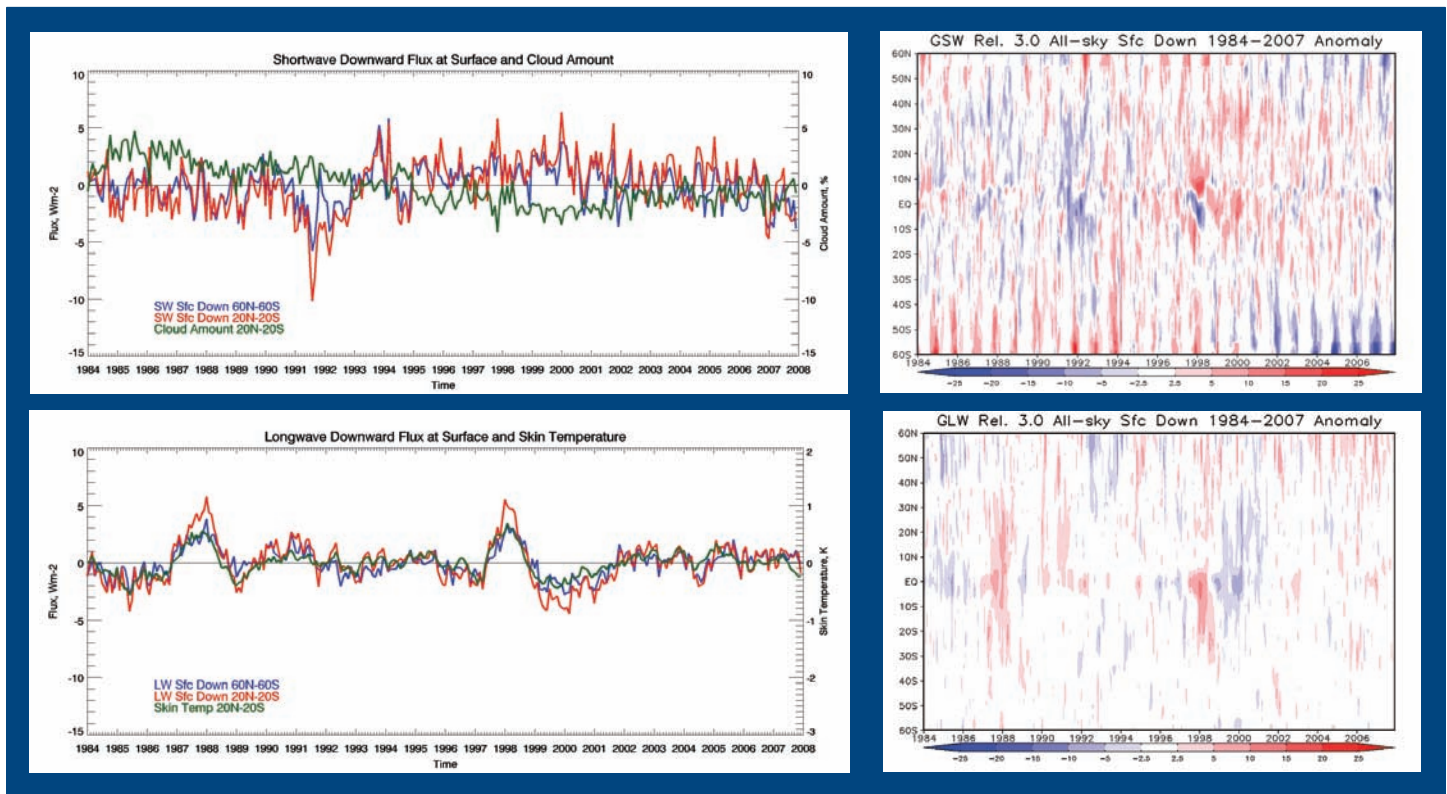 Shortwave Downward Flux at Surface and Cloud Amount
10
5
0
-5
-10
-15
Flux, Wm-2
10
5
0
-5
-10
-15
Cloud Amount, %
SW Sfc Down 60N-60S
SW Sfc Down 20N-20S
Cloud Amount 20N-20S
1984 1985 1986 1987 1988 1989 1990 1991 1992 1993 1994 1995 1996 1997 1998 1999 2000 2001 2002 2003 2004 2005 2006 2007 2008
Time
GSW Rel. 3.0 All-sky Sfc Down 1984-2007 Anomaly
60N
50N
40N
30N
20N
10N
EQ
10S
20S
30S
40S
50S
60S
1984 1986 1988 1990 1992 1994 1996 1998 2000 2002 2004 2006
-25 -20 -15 -10 -5 -2.5 2.5 5 10 15 20 25
Longwave Downward Flux at Surface and Skin Temperature
10
5
0
-5
-10
-15
Flux, Wm-2
2
1
0
-1
-2
-3
Skin Temperature, K
LW Sfc Down 60N-60S
LW Sfc Down 20N-20S
Skin Temp 20N-20S
1984 1985 1986 1987 1988 1989 1990 1991 1992 1993 1994 1995 1996 1997 1998 1999 2000 2001 2002 2003 2004 2005 2006 2007 2008
Time
GLW Rel. 3.0 All-sky Sfc Down 1984-2007 Anomaly
60N
50N
40N
30N
20N
10N
EQ
10S
20S
30S
40S
50S
60S
1984 1986 1988 1990 1992 1994 1996 1998 2000 2002 2004 2006
-25 -20 -15 -10 -5 -2.5 2.5 5 10 15 20 25